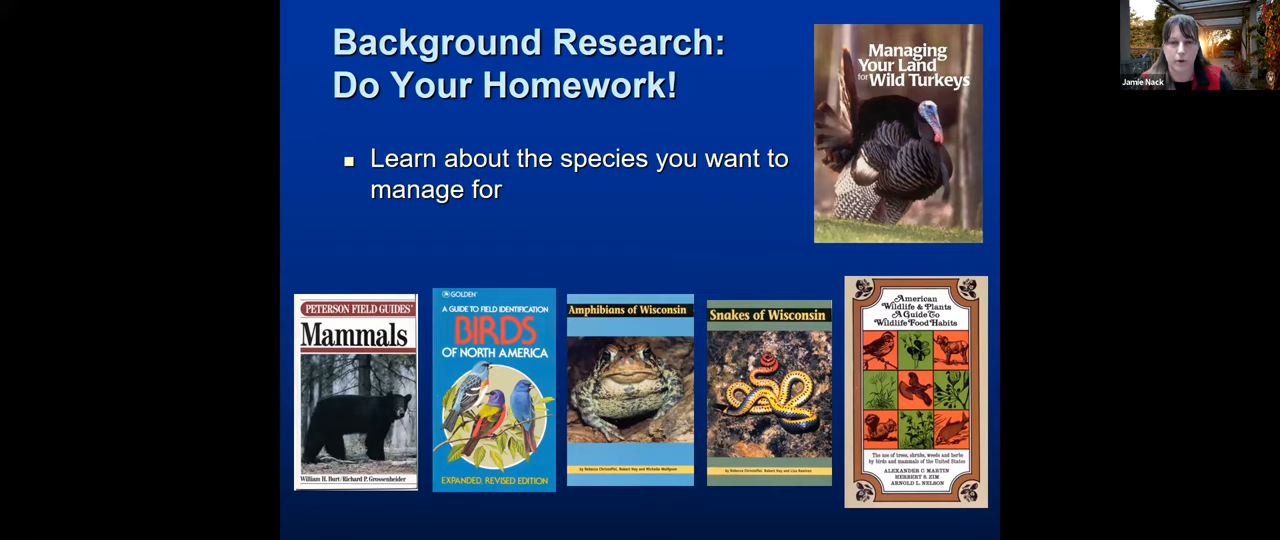 Background Research:
Do Your Homework!
Learn about the species you want to
manage for
Managing
Your Land
for Wild Turkeys
Jamie Nack
PETERSON FIELD GUIDES
Mammals
William H. Burt/Richard P. Grossenheider
GOLDEN
A GUIDE TO FIELD IDENTIFICATION
BIRDS
OF NORTH AMERICA
EXPANDED, REVISED EDITION
Amphibians of Wisconsin
by Rebecca Christoffel, Robert Hay and Michelle Wolfgram
Snakes of Wisconsin
by Rebecca Christoffel, Robert Hay and Lisa Ramirez
American
Wildlife & Plants
A Guide To
Wildlife Food Habits
The use of trees, shrubs, weeds and herbs
by birds and mammals of the United States
ALEXANDER C. MARTIN
HERBERT S. ZIM
ARNOLD L. NELSON